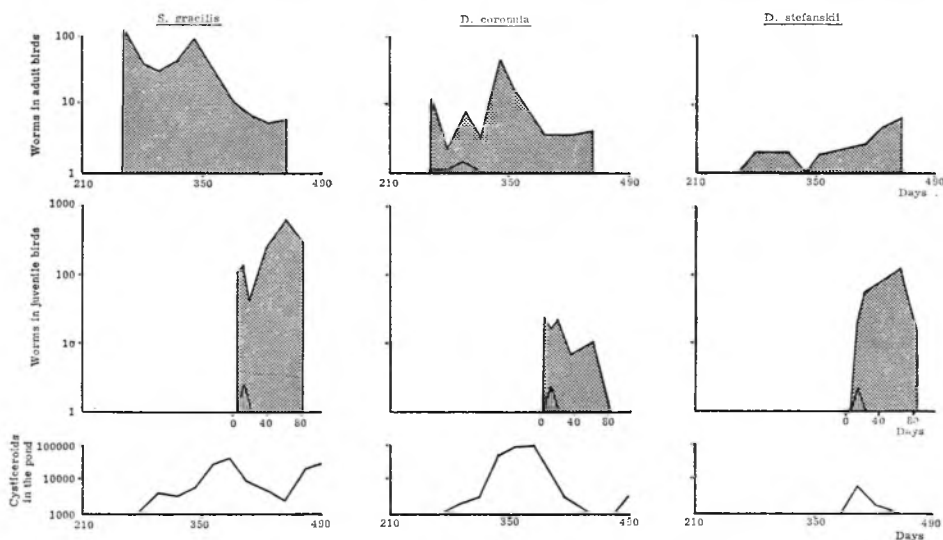 S. gracilis D. coronula D. stefanskii
Worms in adult birds
100
10
1
210 350 490 210 350 490 210 350 490
Days .
Worms in juvenile birds
1000
100
10
1
0 40 80 0 40 80 0 40 80
Days
Cysticeroids
in the pond
100000
10000
1000
210 350 490 210 350 490 210 350 490
Days